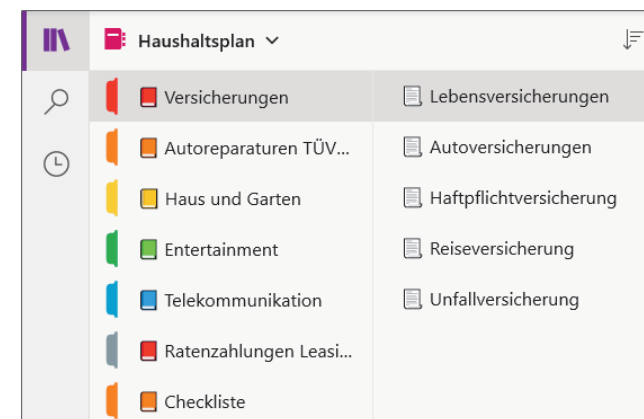 Haushaltsplan
Versicherungen
Autoreparaturen TÜV...
Haus und Garten
Entertainment
Telekommunikation
Ratenzahlungen Leasi...
Checkliste
Lebensversicherungen
Autoversicherungen
Haftpflichtversicherung
Reiseversicherung
Unfallversicherung